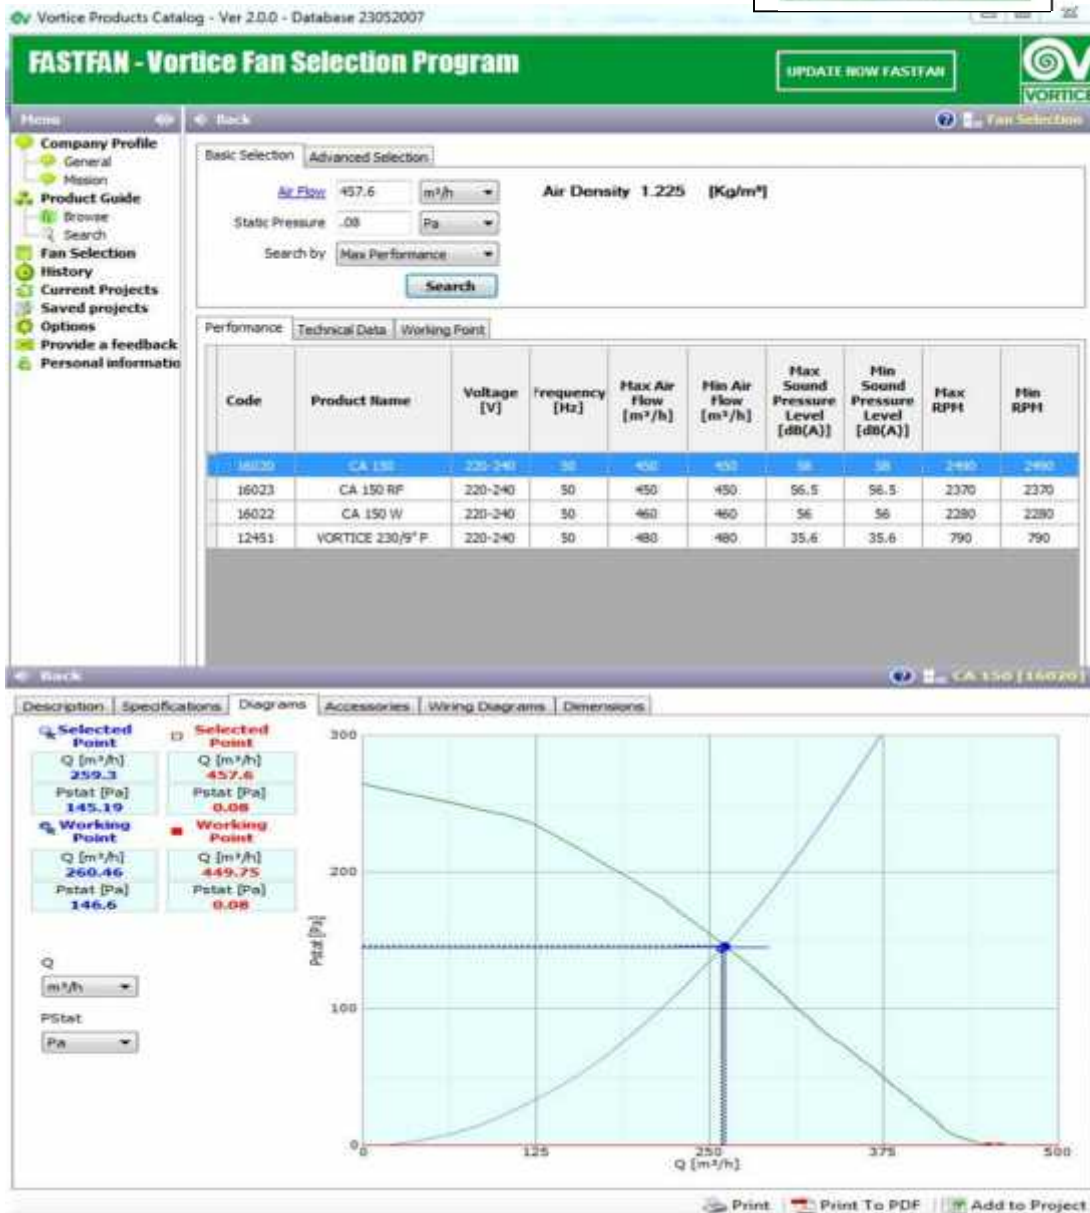 Vortice Products Catalog - Ver 2.0.0 - Database 23052007
FASTFAN - Vortice Fan Selection Program
UPDATE NOW FASTFAN
VORTICE
Menu
Back
Fan Selection
Company Profile
General
Mission
Product Guide
Browse
Search
Fan Selection
History
Current Projects
Saved projects
Options
Provide a feedback
Personal informatio
Basic Selection Advanced Selection
Air Flow 457.6 m³/h Air Density 1.225 [Kg/m³]
Static Pressure .08 Pa
Search by Max Performance
Search
Performance Technical Data Working Point
Code Product Name Voltage [V] Frequency [Hz] Max Air Flow [m³/h] Min Air Flow [m³/h] Max Sound Pressure Level [dB(A)] Min Sound Pressure Level [dB(A)] Max RPM Min RPM
16020 CA 150 220-240 50 450 450 58 58 2490 2490
16023 CA 150 RF 220-240 50 450 450 56.5 56.5 2370 2370
16022 CA 150 W 220-240 50 460 460 56 56 2280 2280
12451 VORTICE 230/9" P 220-240 50 480 480 35.6 35.6 790 790
Back
CA 150 [16020]
Description Specifications Diagrams Accessories Wiring Diagrams Dimensions
Selected Point Selected Point
Q [m³/h] Q [m³/h]
259.3 457.6
Pstat [Pa] Pstat [Pa]
145.19 0.08
Working Point Working Point
Q [m³/h] Q [m³/h]
260.46 449.75
Pstat [Pa] Pstat [Pa]
146.6 0.08
Q
m³/h
PStat
Pa
300
200
100
0
Pstat [Pa]
0 125 250 375 500
Q [m³/h]
Print Print To PDF Add to Project